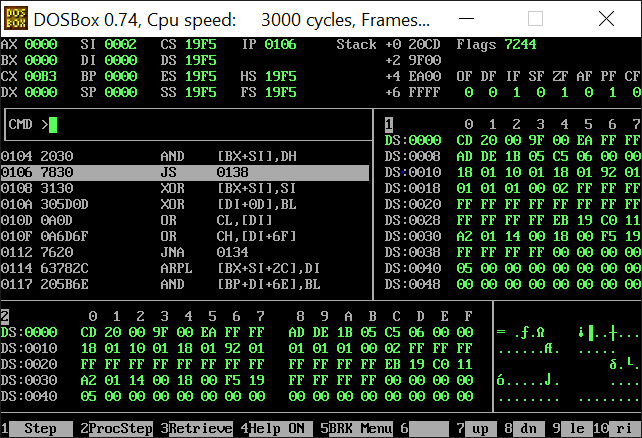 DOSBox 0.74, Cpu speed: 3000 cycles, Frames...
AX 0000 SI 0002 CS 19F5 IP 0106 Stack +0 20CD Flags 7244
BX 0000 DI 0000 DS 19F5 +2 9F00
CX 00B3 BP 0000 ES 19F5 HS 19F5 +4 EA00 OF DF IF SF ZF AF PF CF
DX 0000 SP 0000 SS 19F5 FS 19F5 +6 FFFF 0 0 1 0 1 0 1 0
CMD >
1 0 1 2 3 4 5 6 7
DS:0000 CD 20 00 9F 00 EA FF FF
DS:0008 AD DE 1B 05 C5 06 00 00
DS:0010 18 01 10 01 18 01 92 01
DS:0018 01 01 01 00 02 FF FF FF
DS:0020 FF FF FF FF FF FF FF FF
DS:0028 FF FF FF FF EB 19 C0 11
DS:0030 A2 01 14 00 18 00 F5 19
DS:0038 FF FF FF FF 00 00 00 00
DS:0040 05 00 00 00 00 00 00 00
DS:0048 00 00 00 00 00 00 00 00
0104 2030 AND [BX+SI],DH
0106 7830 JS 0138
0108 3130 XOR [BX+SI],SI
010A 305D0D XOR [DI+0D],BL
010D 0A0D OR CL,[DI]
010F 0A6D6F OR CH,[DI+6F]
0112 7620 JNA 0134
0114 63782C ARPL [BX+SI+2C],DI
0117 205B6E AND [BP+DI+6E],BL
2 0 1 2 3 4 5 6 7 8 9 A B C D E F
DS:0000 CD 20 00 9F 00 EA FF FF AD DE 1B 05 C5 06 00 00 = .ƒ.Ω ¡▐..┼...
DS:0010 18 01 10 01 18 01 92 01 01 01 01 00 02 FF FF FF ......Æ. .....
DS:0020 FF FF FF FF FF FF FF FF FF FF FF FF EB 19 C0 11 δ.└.
DS:0030 A2 01 14 00 18 00 F5 19 FF FF FF FF 00 00 00 00 ó.....⌡. ....
DS:0040 05 00 00 00 00 00 00 00 00 00 00 00 00 00 00 00 ........ ........
1 Step 2ProcStep 3Retrieve 4Help ON 5BRK Menu 6 7 up 8 dn 9 le 10 ri